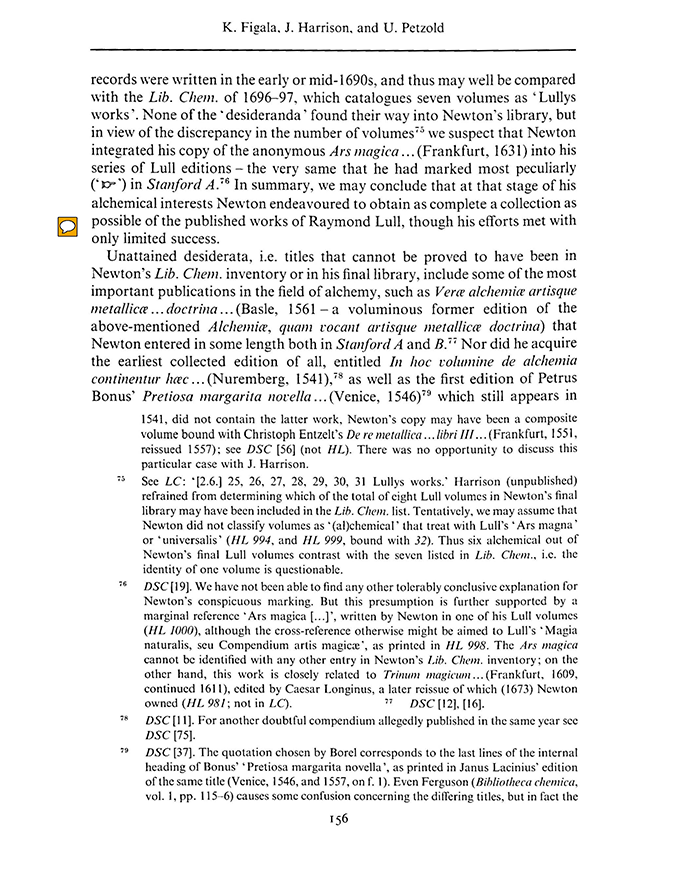 K. Figala, J. Harrison, and U. Petzold
records were written in the early or mid-1690s, and thus may well be compared
with the Lib. Chem. of 1696–97, which catalogues seven volumes as ‘Lullys
works’. None of the ‘desideranda’ found their way into Newton’s library, but
in view of the discrepancy in the number of volumes⁷⁵ we suspect that Newton
integrated his copy of the anonymous Ars magica…(Frankfurt, 1631) into his
series of Lull editions – the very same that he had marked most peculiarly
(‘☞’) in Stanford A.⁷⁶ In summary, we may conclude that at that stage of his
alchemical interests Newton endeavoured to obtain as complete a collection as
possible of the published works of Raymond Lull, though his efforts met with
only limited success.
Unattained desiderata, i.e. titles that cannot be proved to have been in
Newton’s Lib. Chem. inventory or in his final library, include some of the most
important publications in the field of alchemy, such as Veræ alchemiæ artisque
metallicæ…doctrina…(Basle, 1561 – a voluminous former edition of the
above-mentioned Alchemiæ, quam vocant artisque metallicæ doctrina) that
Newton entered in some length both in Stanford A and B.⁷⁷ Nor did he acquire
the earliest collected edition of all, entitled In hoc volumine de alchemia
continentur hæc…(Nuremberg, 1541),⁷⁸ as well as the first edition of Petrus
Bonus’ Pretiosa margarita novella…(Venice, 1546)⁷⁹ which still appears in
1541, did not contain the latter work, Newton’s copy may have been a composite
volume bound with Christoph Entzelt’s De re metallica…libri III…(Frankfurt, 1551,
reissued 1557); see DSC [56] (not HL). There was no opportunity to discuss this
particular case with J. Harrison.
⁷⁵ See LC: ‘[2.6.] 25, 26, 27, 28, 29, 30, 31 Lullys works.’ Harrison (unpublished)
refrained from determining which of the total of eight Lull volumes in Newton’s final
library may have been included in the Lib. Chem. list. Tentatively, we may assume that
Newton did not classify volumes as ‘(al)chemical’ that treat with Lull’s ‘Ars magna’
or ‘universalis’ (HL 994, and HL 999, bound with 32). Thus six alchemical out of
Newton’s final Lull volumes contrast with the seven listed in Lib. Chem., i.e. the
identity of one volume is questionable.
⁷⁶ DSC [19]. We have not been able to find any other tolerably conclusive explanation for
Newton’s conspicuous marking. But this presumption is further supported by a
marginal reference ‘Ars magica […]’, written by Newton in one of his Lull volumes
(HL 1000), although the cross-reference otherwise might be aimed to Lull’s ‘Magia
naturalis, seu Compendium artis magicæ’, as printed in HL 998. The Ars magica
cannot be identified with any other entry in Newton’s Lib. Chem. inventory; on the
other hand, this work is closely related to Trinum magicum…(Frankfurt, 1609,
continued 1611), edited by Caesar Longinus, a later reissue of which (1673) Newton
owned (HL 981; not in LC). ⁷⁷ DSC [12], [16].
⁷⁸ DSC [11]. For another doubtful compendium allegedly published in the same year see
DSC [75].
⁷⁹ DSC [37]. The quotation chosen by Borel corresponds to the last lines of the internal
heading of Bonus’ ‘Pretiosa margarita novella’, as printed in Janus Lacinius’ edition
of the same title (Venice, 1546, and 1557, on f. 1). Even Ferguson (Bibliotheca chemica,
vol. 1, pp. 115–6) causes some confusion concerning the differing titles, but in fact the
156